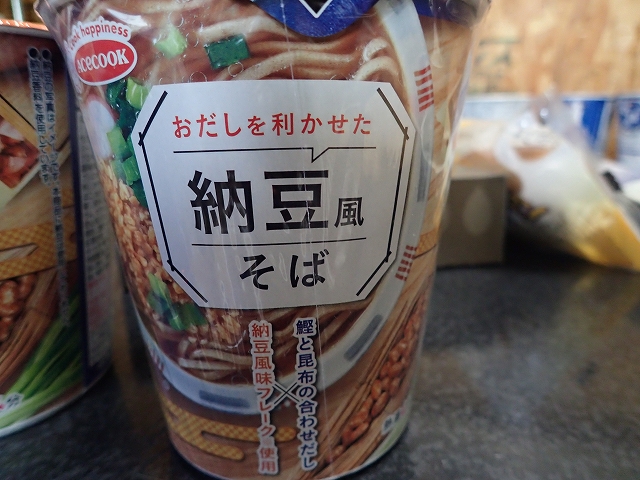 Cook happiness
ACECOOK
おだしを利かせた
納豆風
そば
鰹と昆布の合わせだし
×
納豆風味フレーク使用